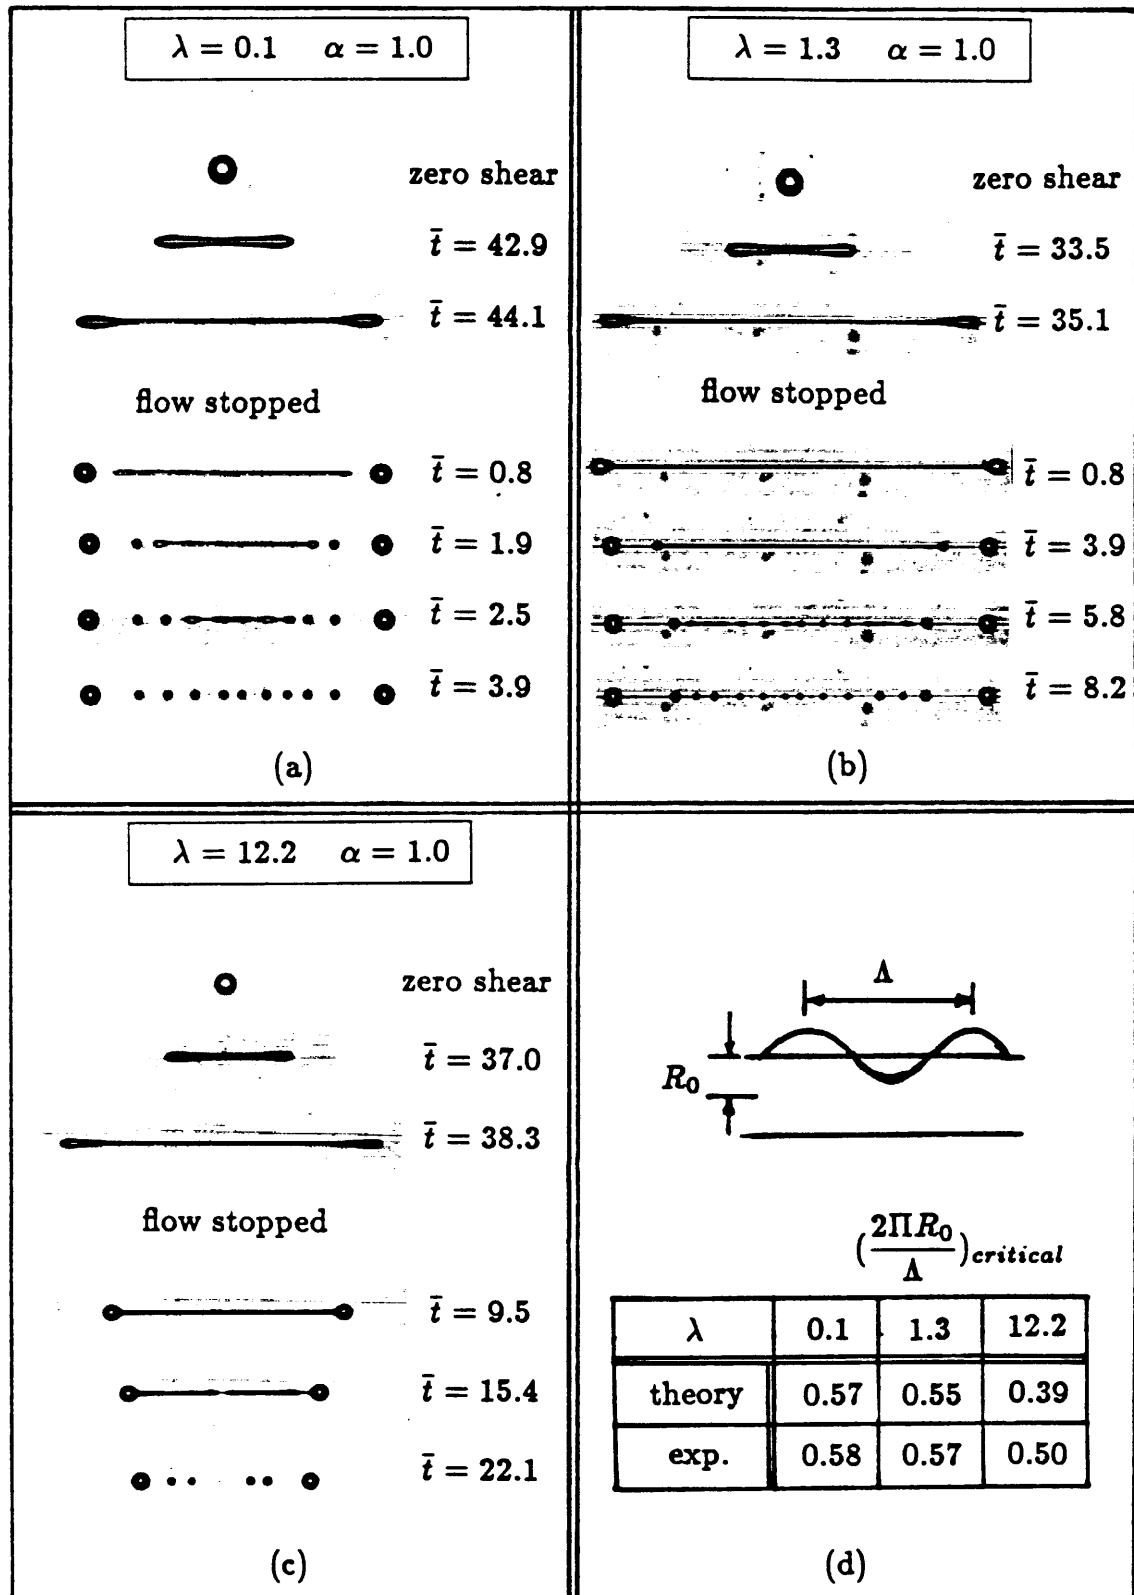 λ = 0.1 α = 1.0
zero shear
t̄ = 42.9
t̄ = 44.1
flow stopped
t̄ = 0.8
t̄ = 1.9
t̄ = 2.5
t̄ = 3.9
(a)
λ = 1.3 α = 1.0
zero shear
t̄ = 33.5
t̄ = 35.1
flow stopped
t̄ = 0.8
t̄ = 3.9
t̄ = 5.8
t̄ = 8.2
(b)
λ = 12.2 α = 1.0
zero shear
t̄ = 37.0
t̄ = 38.3
flow stopped
t̄ = 9.5
t̄ = 15.4
t̄ = 22.1
(c)
Λ
R₀
(2ΠR₀/Λ)critical
λ 0.1 1.3 12.2
theory 0.57 0.55 0.39
exp. 0.58 0.57 0.50
(d)